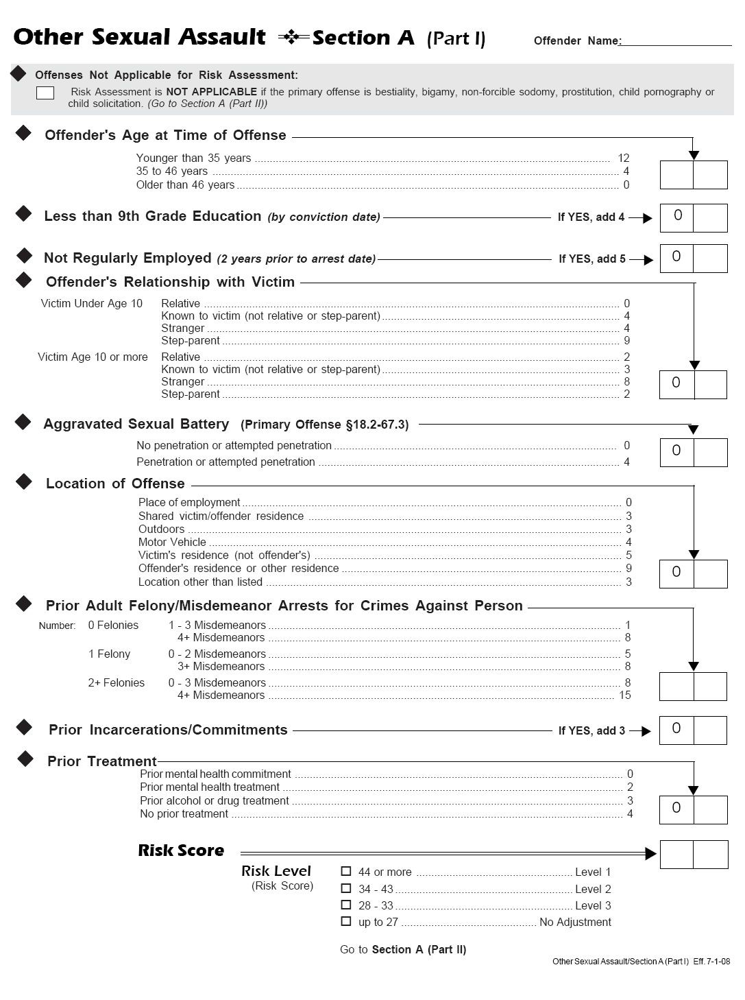 Other Sexual Assault Section A (Part I) Offender Name:
Offenses Not Applicable for Risk Assessment:
Risk Assessment is NOT APPLICABLE if the primary offense is bestiality, bigamy, non-forcible sodomy, prostitution, child pornography or
child solicitation. (Go to Section A (Part II))
Offender's Age at Time of Offense
Younger than 35 years 12
35 to 46 years 4
Older than 46 years 0
Less than 9th Grade Education (by conviction date) If YES, add 4 0
Not Regularly Employed (2 years prior to arrest date) If YES, add 5 0
Offender's Relationship with Victim
Victim Under Age 10 Relative 0
Known to victim (not relative or step-parent) 4
Stranger 4
Step-parent 9
Victim Age 10 or more Relative 2
Known to victim (not relative or step-parent) 3
Stranger 8
Step-parent 2
0
Aggravated Sexual Battery (Primary Offense §18.2-67.3)
No penetration or attempted penetration 0
0
Penetration or attempted penetration 4
Location of Offense
Place of employment 0
Shared victim/offender residence 3
Outdoors 3
Motor Vehicle 4
Victim's residence (not offender's) 5
Offender's residence or other residence 9
0
Location other than listed 3
Prior Adult Felony/Misdemeanor Arrests for Crimes Against Person
Number: 0 Felonies 1 - 3 Misdemeanors 1
4+ Misdemeanors 8
1 Felony 0 - 2 Misdemeanors 5
3+ Misdemeanors 8
2+ Felonies 0 - 3 Misdemeanors 8
4+ Misdemeanors 15
Prior Incarcerations/Commitments If YES, add 3 0
Prior Treatment
Prior mental health commitment 0
Prior mental health treatment 2
Prior alcohol or drug treatment 3
0
No prior treatment 4
Risk Score
Risk Level
(Risk Score)
44 or more Level 1
34 - 43 Level 2
28 - 33 Level 3
up to 27 No Adjustment
Go to Section A (Part II)
Other Sexual Assault/Section A (Part I) Eff. 7-1-08